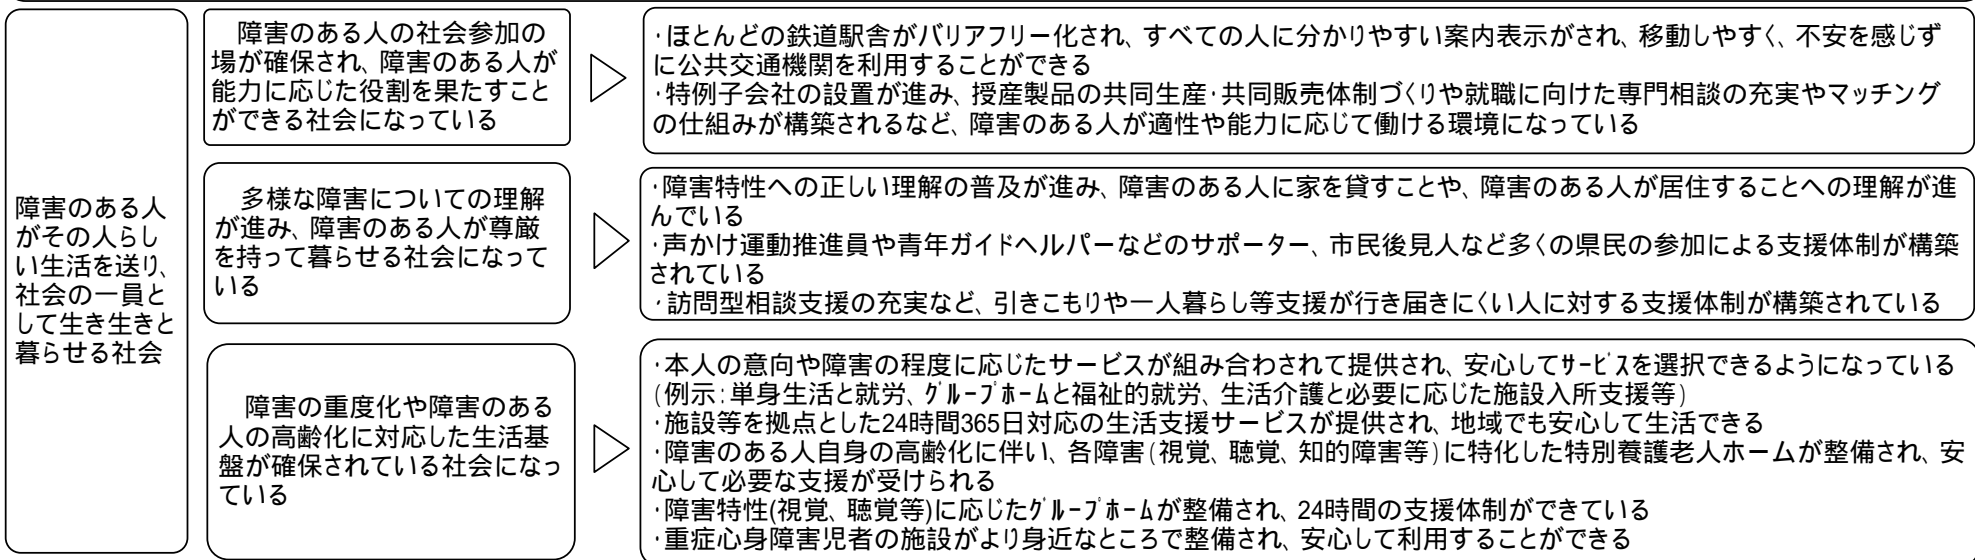 障害のある人
がその人らし
い生活を送り、
社会の一員と
して生き生きと
暮らせる社会
障害のある人の社会参加の
場が確保され、障害のある人が
能力に応じた役割を果たすこと
ができる社会になっている
・ほとんどの鉄道駅舎がバリアフリー化され、すべての人に分かりやすい案内表示がされ、移動しやすく、不安を感じず
に公共交通機関を利用することができる
・特例子会社の設置が進み、授産製品の共同生産・共同販売体制づくりや就職に向けた専門相談の充実やマッチング
の仕組みが構築されるなど、障害のある人が適性や能力に応じて働ける環境になっている
多様な障害についての理解
が進み、障害のある人が尊厳
を持って暮らせる社会になって
いる
・障害特性への正しい理解の普及が進み、障害のある人に家を貸すことや、障害のある人が居住することへの理解が進
んでいる
・声かけ運動推進員や青年ガイドヘルパーなどのサポーター、市民後見人など多くの県民の参加による支援体制が構築
されている
・訪問型相談支援の充実など、引きこもりや一人暮らし等支援が行き届きにくい人に対する支援体制が構築されている
障害の重度化や障害のある
人の高齢化に対応した生活基
盤が確保されている社会になっ
ている
・本人の意向や障害の程度に応じたサービスが組み合わされて提供され、安心してｻｰﾋﾞｽを選択できるようになっている
(例示:単身生活と就労、ｸﾞﾙｰﾌﾟﾎｰﾑと福祉的就労、生活介護と必要に応じた施設入所支援等)
・施設等を拠点とした24時間365日対応の生活支援サービスが提供され、地域でも安心して生活できる
・障害のある人自身の高齢化に伴い、各障害(視覚、聴覚、知的障害等)に特化した特別養護老人ホームが整備され、安
心して必要な支援が受けられる
・障害特性(視覚、聴覚等)に応じたｸﾞﾙｰﾌﾟﾎｰﾑが整備され、24時間の支援体制ができている
・重症心身障害児者の施設がより身近なところで整備され、安心して利用することができる